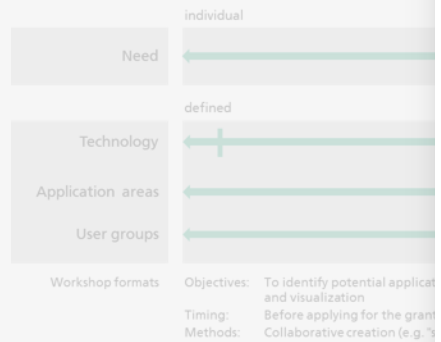 individual
Need
defined
Technology
Application areas
User groups
Workshop formats
Objectives: To identify potential applicat
and visualization
Timing: Before applying for the grant
Methods: Collaborative creation (e.g. "s